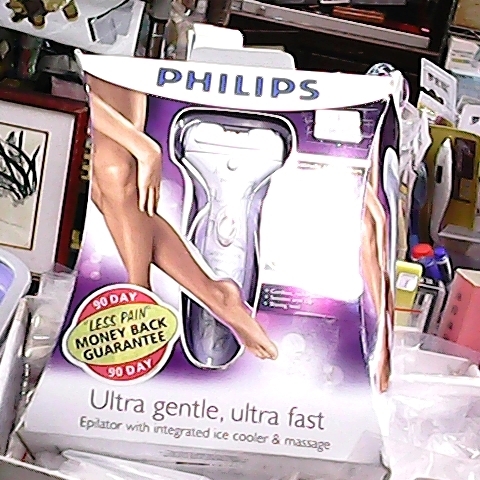 PHILIPS
90 DAY
"LESS PAIN"
MONEY BACK
GUARANTEE
90 DAY
Ultra gentle, ultra fast
Epilator with integrated ice cooler & massage